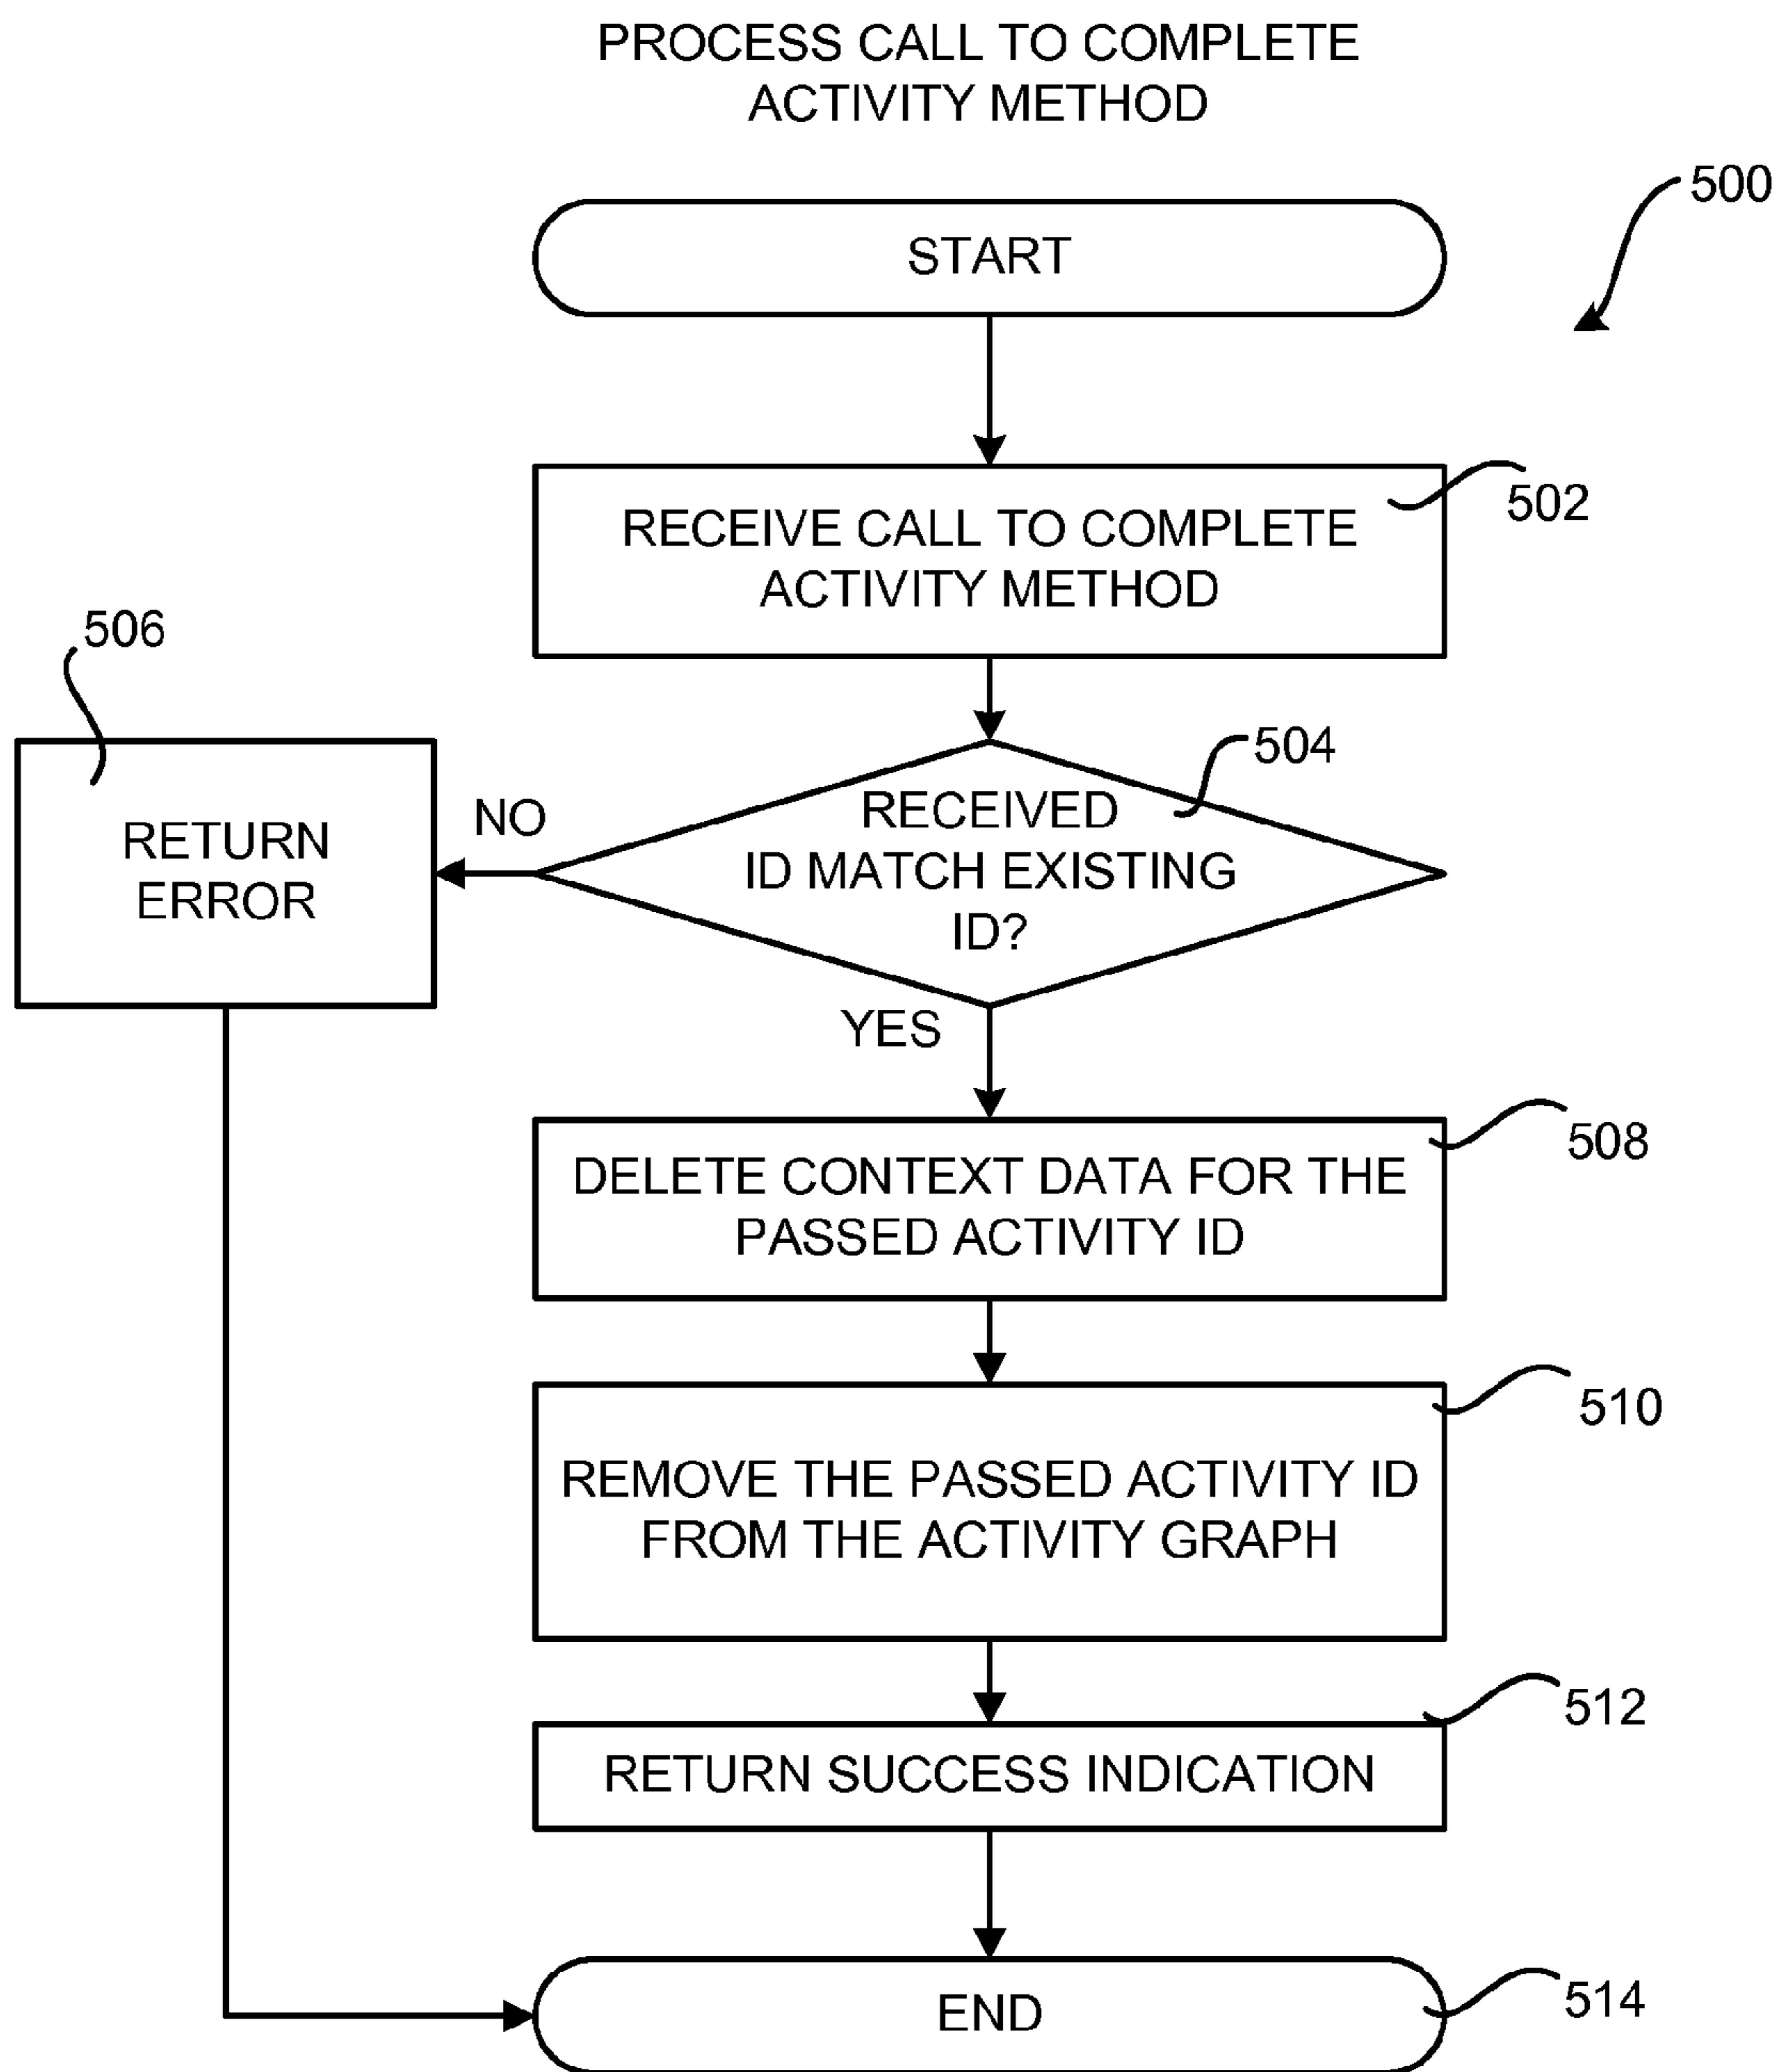 PROCESS CALL TO COMPLETE
ACTIVITY METHOD
500
START
RECEIVE CALL TO COMPLETE
ACTIVITY METHOD
502
506
504
RECEIVED
ID MATCH EXISTING
ID?
NO
RETURN
ERROR
YES
DELETE CONTEXT DATA FOR THE
PASSED ACTIVITY ID
508
REMOVE THE PASSED ACTIVITY ID
FROM THE ACTIVITY GRAPH
510
RETURN SUCCESS INDICATION
512
END
514